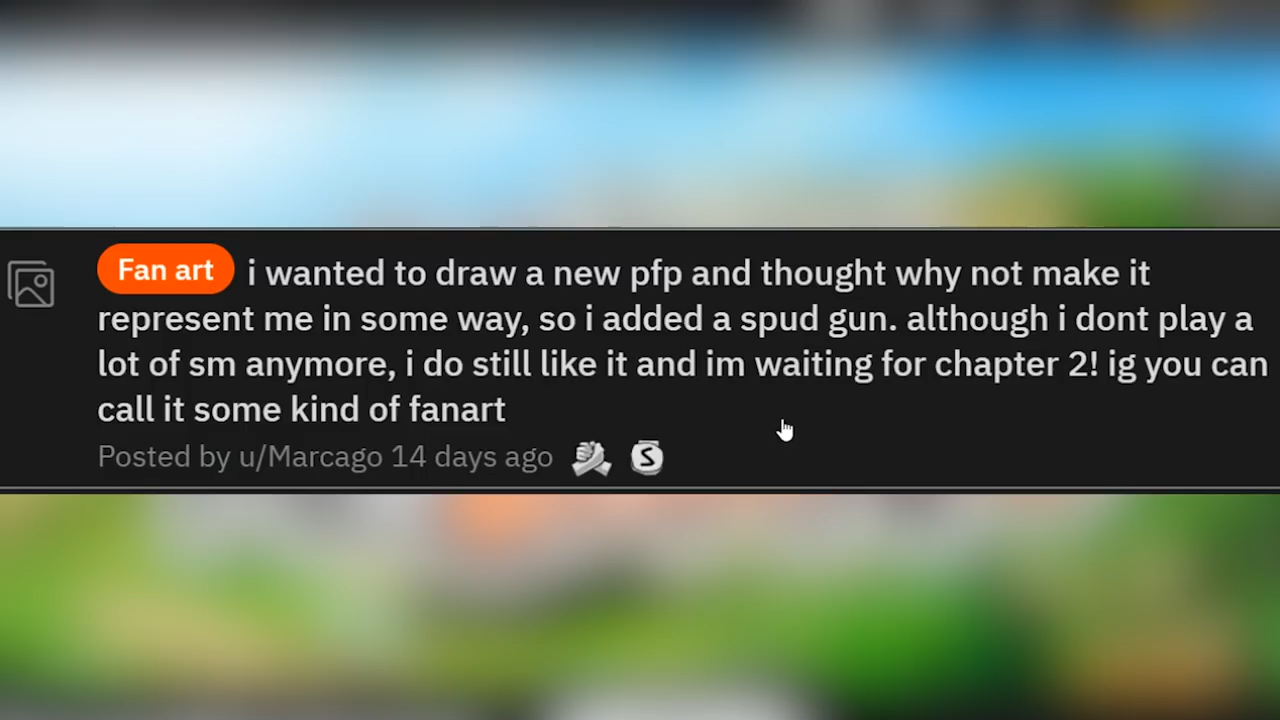 Fan art i wanted to draw a new pfp and thought why not make it
represent me in some way, so i added a spud gun. although i dont play a
lot of sm anymore, i do still like it and im waiting for chapter 2! ig you can
call it some kind of fanart
Posted by u/Marcago 14 days ago S